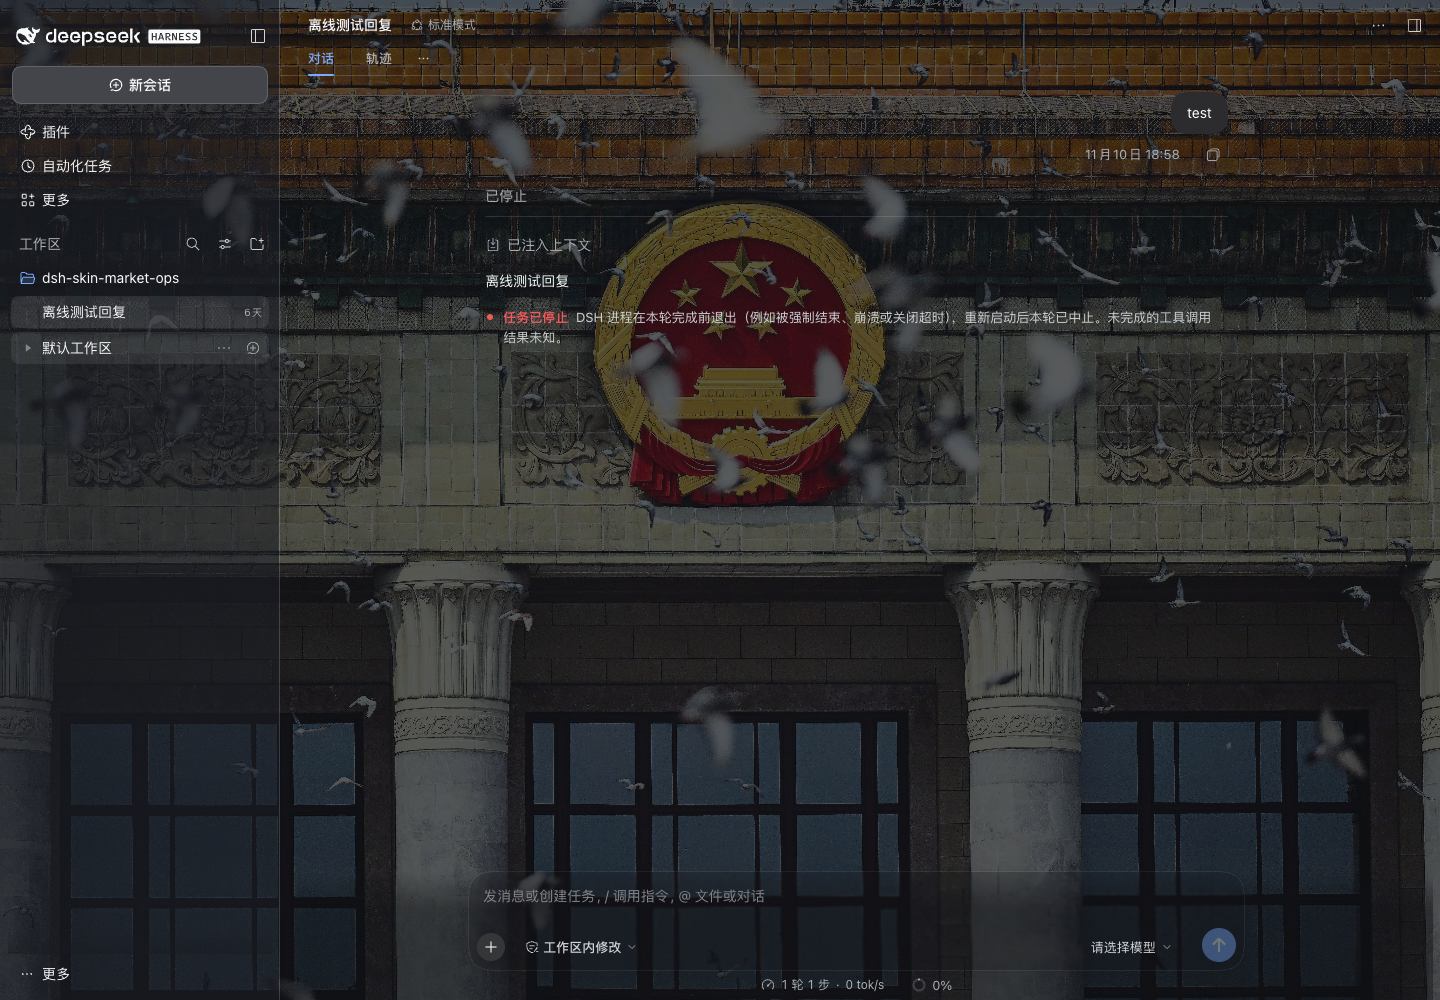 deepseek HARNESS
新会话
插件
自动化任务
更多
工作区
dsh-skin-market-ops
离线测试回复
6天
默认工作区
更多
离线测试回复
标准模式
对话
轨迹
test
11月10日 18:58
已停止
已注入上下文
离线测试回复
任务已停止 DSH 进程在本轮完成前退出（例如被强制结束、崩溃或关闭超时），重新启动后本轮已中止。未完成的工具调用
结果未知。
发消息或创建任务, / 调用指令, @ 文件或对话
工作区内修改
请选择模型
1 轮 1 步 · 0 tok/s
0%